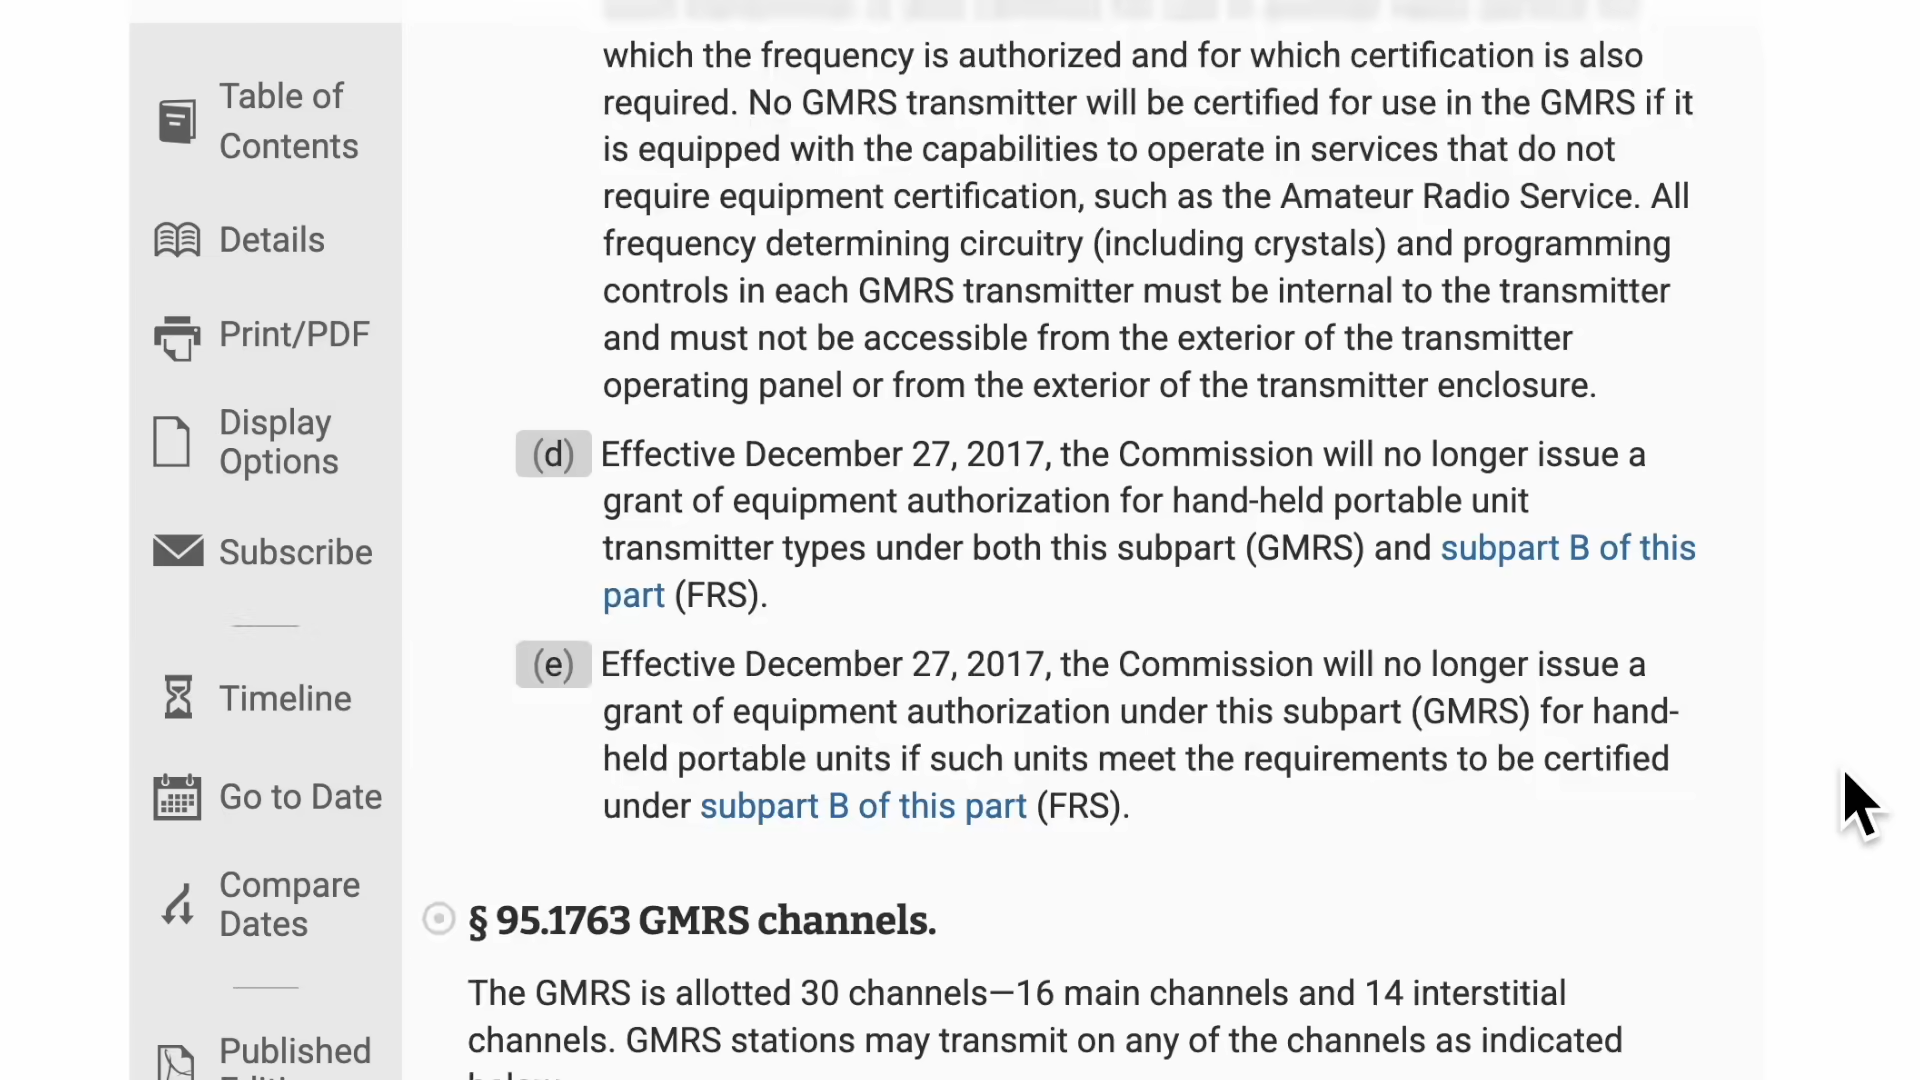 Table of
Contents
Details
Print/PDF
Display
Options
Subscribe
Timeline
Go to Date
Compare
Dates
Published
which the frequency is authorized and for which certification is also
required. No GMRS transmitter will be certified for use in the GMRS if it
is equipped with the capabilities to operate in services that do not
require equipment certification, such as the Amateur Radio Service. All
frequency determining circuitry (including crystals) and programming
controls in each GMRS transmitter must be internal to the transmitter
and must not be accessible from the exterior of the transmitter
operating panel or from the exterior of the transmitter enclosure.
(d) Effective December 27, 2017, the Commission will no longer issue a
grant of equipment authorization for hand-held portable unit
transmitter types under both this subpart (GMRS) and subpart B of this
part (FRS).
(e) Effective December 27, 2017, the Commission will no longer issue a
grant of equipment authorization under this subpart (GMRS) for hand-
held portable units if such units meet the requirements to be certified
under subpart B of this part (FRS).
§ 95.1763 GMRS channels.
The GMRS is allotted 30 channels—16 main channels and 14 interstitial
channels. GMRS stations may transmit on any of the channels as indicated